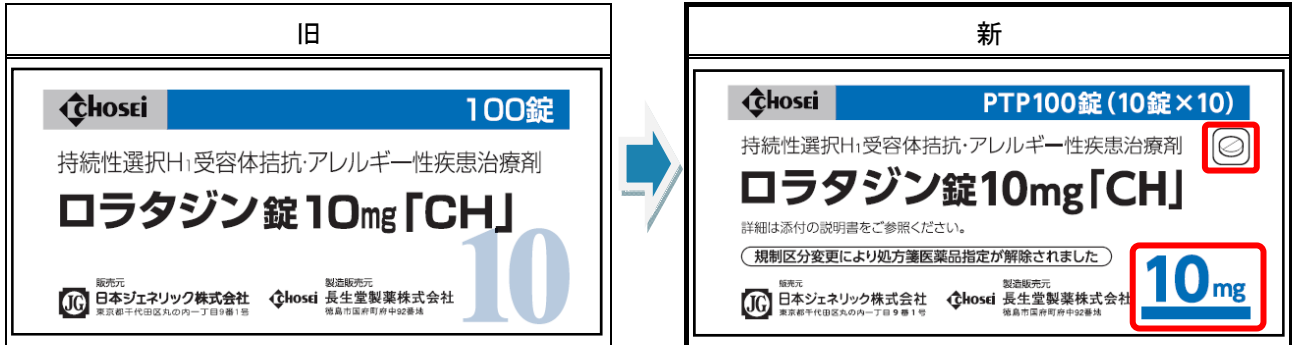 旧
Chosei
100錠
持続性選択H1受容体拮抗・アレルギー性疾患治療剤
ロラタジン錠10mg「CH」
10
販売元
JG 日本ジェネリック株式会社
東京都千代田区丸の内一丁目9番1号
製造販売元
Chosei 長生堂製薬株式会社
徳島市国府町府中92番地
新
Chosei
PTP100錠(10錠×10)
持続性選択H1受容体拮抗・アレルギー性疾患治療剤
ロラタジン錠10mg「CH」
詳細は添付の説明書をご参照ください。
規制区分変更により処方箋医薬品指定が解除されました
10mg
販売元
JG 日本ジェネリック株式会社
東京都千代田区丸の内一丁目9番1号
製造販売元
Chosei 長生堂製薬株式会社
徳島市国府町府中92番地